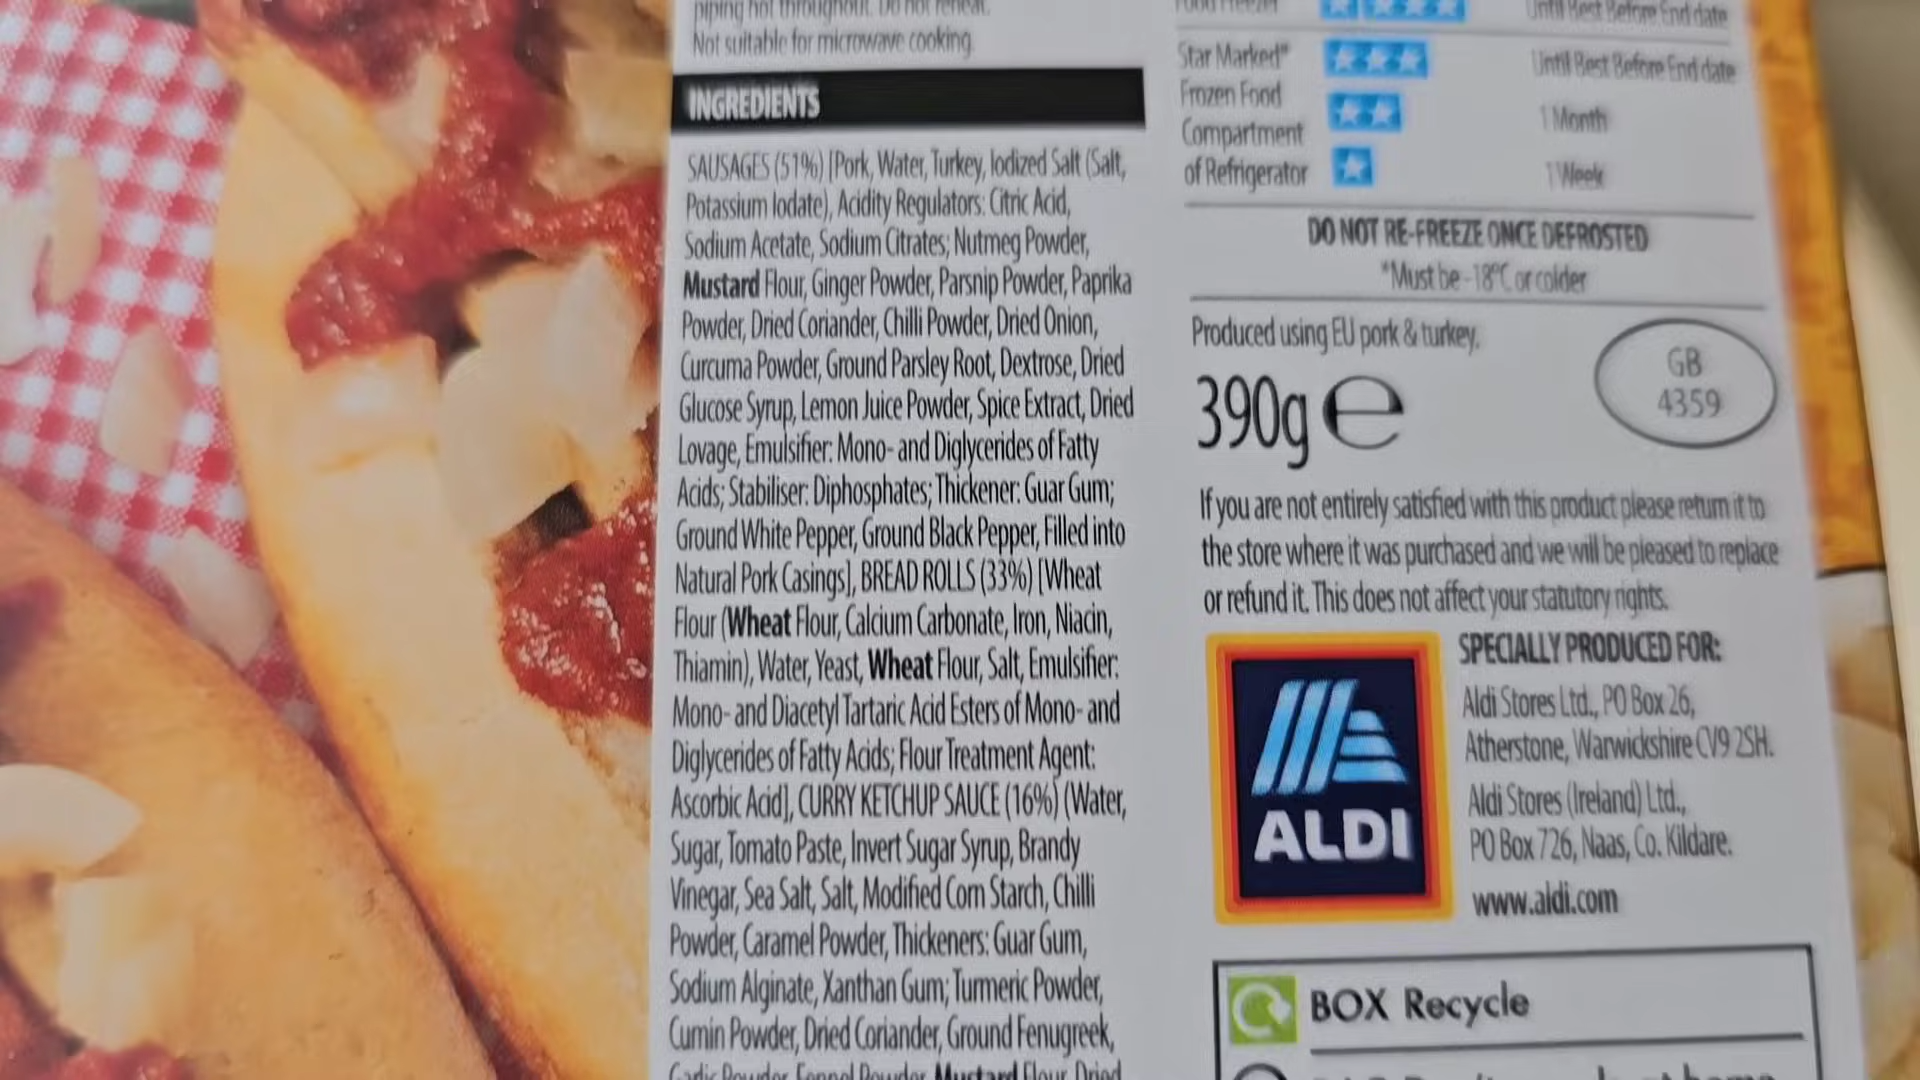 piping hot throughout. Do not reheat.
Not suitable for microwave cooking.
INGREDIENTS
SAUSAGES (51%) [Pork, Water, Turkey, Iodized Salt (Salt,
Potassium Iodate), Acidity Regulators: Citric Acid,
Sodium Acetate, Sodium Citrates; Nutmeg Powder,
Mustard Flour, Ginger Powder, Parsnip Powder, Paprika
Powder, Dried Coriander, Chilli Powder, Dried Onion,
Curcuma Powder, Ground Parsley Root, Dextrose, Dried
Glucose Syrup, Lemon Juice Powder, Spice Extract, Dried
Lovage, Emulsifier: Mono- and Diglycerides of Fatty
Acids; Stabiliser: Diphosphates; Thickener: Guar Gum;
Ground White Pepper, Ground Black Pepper, Filled into
Natural Pork Casings], BREAD ROLLS (33%) [Wheat
Flour (Wheat Flour, Calcium Carbonate, Iron, Niacin,
Thiamin), Water, Yeast, Wheat Flour, Salt, Emulsifier:
Mono- and Diacetyl Tartaric Acid Esters of Mono- and
Diglycerides of Fatty Acids; Flour Treatment Agent:
Ascorbic Acid], CURRY KETCHUP SAUCE (16%) (Water,
Sugar, Tomato Paste, Invert Sugar Syrup, Brandy
Vinegar, Sea Salt, Salt, Modified Corn Starch, Chilli
Powder, Caramel Powder, Thickeners: Guar Gum,
Sodium Alginate, Xanthan Gum; Turmeric Powder,
Cumin Powder, Dried Coriander, Ground Fenugreek,
Garlic Powder, Fennel Powder, Mustard Flour, Dried
Food Freezer Until Best Before End date
Star Marked* Until Best Before End date
Frozen Food
1 Month
Compartment
of Refrigerator 1 Week
DO NOT RE-FREEZE ONCE DEFROSTED
*Must be -18°C or colder
Produced using EU pork & turkey.
390g e
GB
4359
If you are not entirely satisfied with this product please return it to
the store where it was purchased and we will be pleased to replace
or refund it. This does not affect your statutory rights.
ALDI
SPECIALLY PRODUCED FOR:
Aldi Stores Ltd., PO Box 26,
Atherstone, Warwickshire CV9 2SH.
Aldi Stores (Ireland) Ltd.,
PO Box 726, Naas, Co. Kildare.
www.aldi.com
BOX Recycle